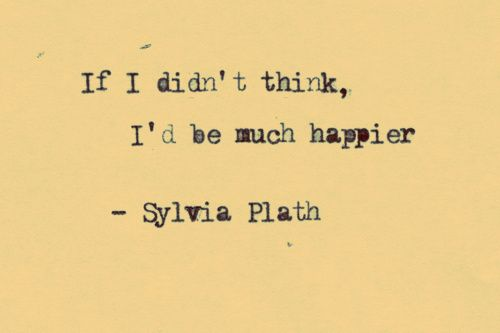 If I didn't think,
I'd be much happier
- Sylvia Plath